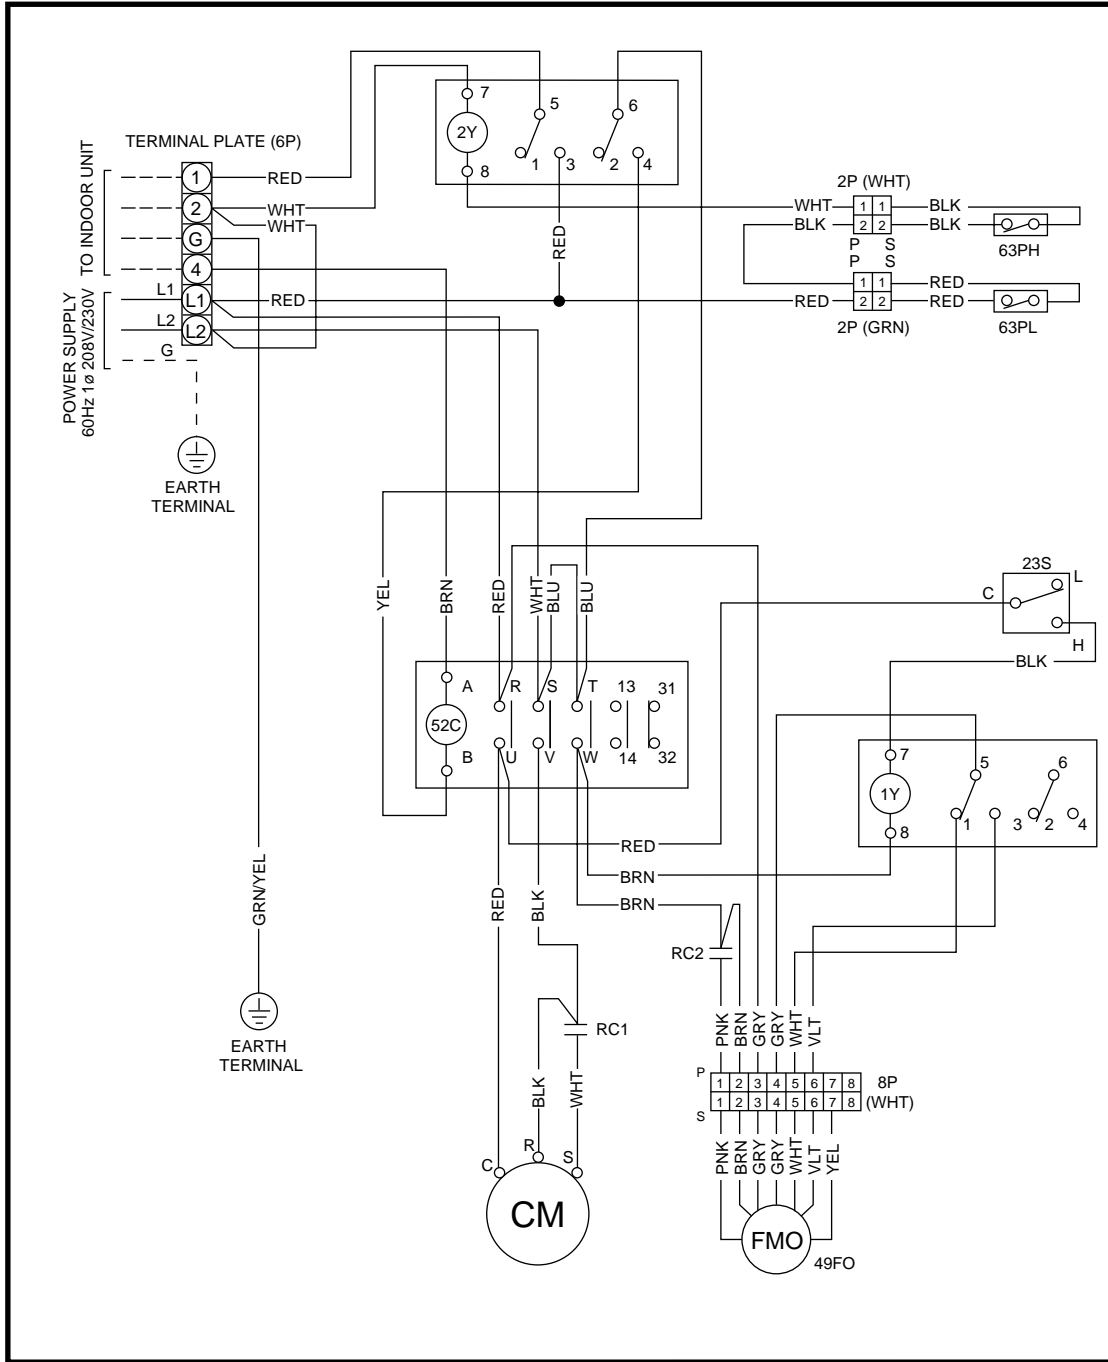 7
5
6
2Y
TERMINAL PLATE (6P)
1
3
2
4
8
TO INDOOR UNIT
1
RED
2
WHT
WHT
G
4
L1
L1
RED
L2
L2
G
POWER SUPPLY
60Hz 1ø 208V/230V
RED
2P (WHT)
WHT
1 1
BLK
BLK
2 2
BLK
P S
63PH
P S
1 1
RED
RED
2 2
RED
2P (GRN)
63PL
EARTH
TERMINAL
YEL
BRN
RED
WHT
BLU
BLU
23S
L
C
H
BLK
A
R
S
T
13
31
52C
B
U
V
W
14
32
7
5
6
1Y
1
3
2
4
8
RED
BRN
BRN
GRN/YEL
RED
BLK
RC2
EARTH
TERMINAL
RC1
BLK
WHT
PNK
BRN
GRY
GRY
WHT
VLT
P
1 2 3 4 5 6 7 8
8P
1 2 3 4 5 6 7 8
(WHT)
S
PNK
BRN
GRY
GRY
WHT
VLT
YEL
R
C
S
CM
FMO
49FO